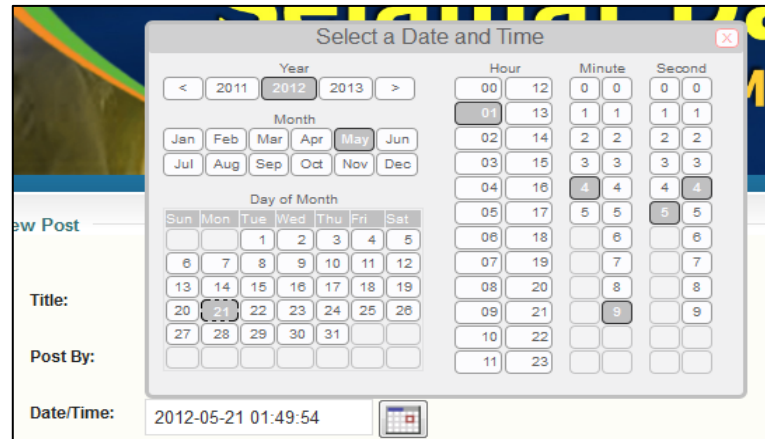 Select a Date and Time
X
Year
< 2011 2012 2013 >
Month
Jan Feb Mar Apr May Jun
Jul Aug Sep Oct Nov Dec
Day of Month
Sun Mon Tue Wed Thu Fri Sat
1 2 3 4 5
6 7 8 9 10 11 12
13 14 15 16 17 18 19
20 21 22 23 24 25 26
27 28 29 30 31
Hour Minute Second
00 12 0 0 0 0
01 13 1 1 1 1
02 14 2 2 2 2
03 15 3 3 3 3
04 16 4 4 4 4
05 17 5 5 5 5
06 18 6 6
07 19 7 7
08 20 8 8
09 21 9 9
10 22
11 23
Post
Title:
Post By:
Date/Time: 2012-05-21 01:49:54